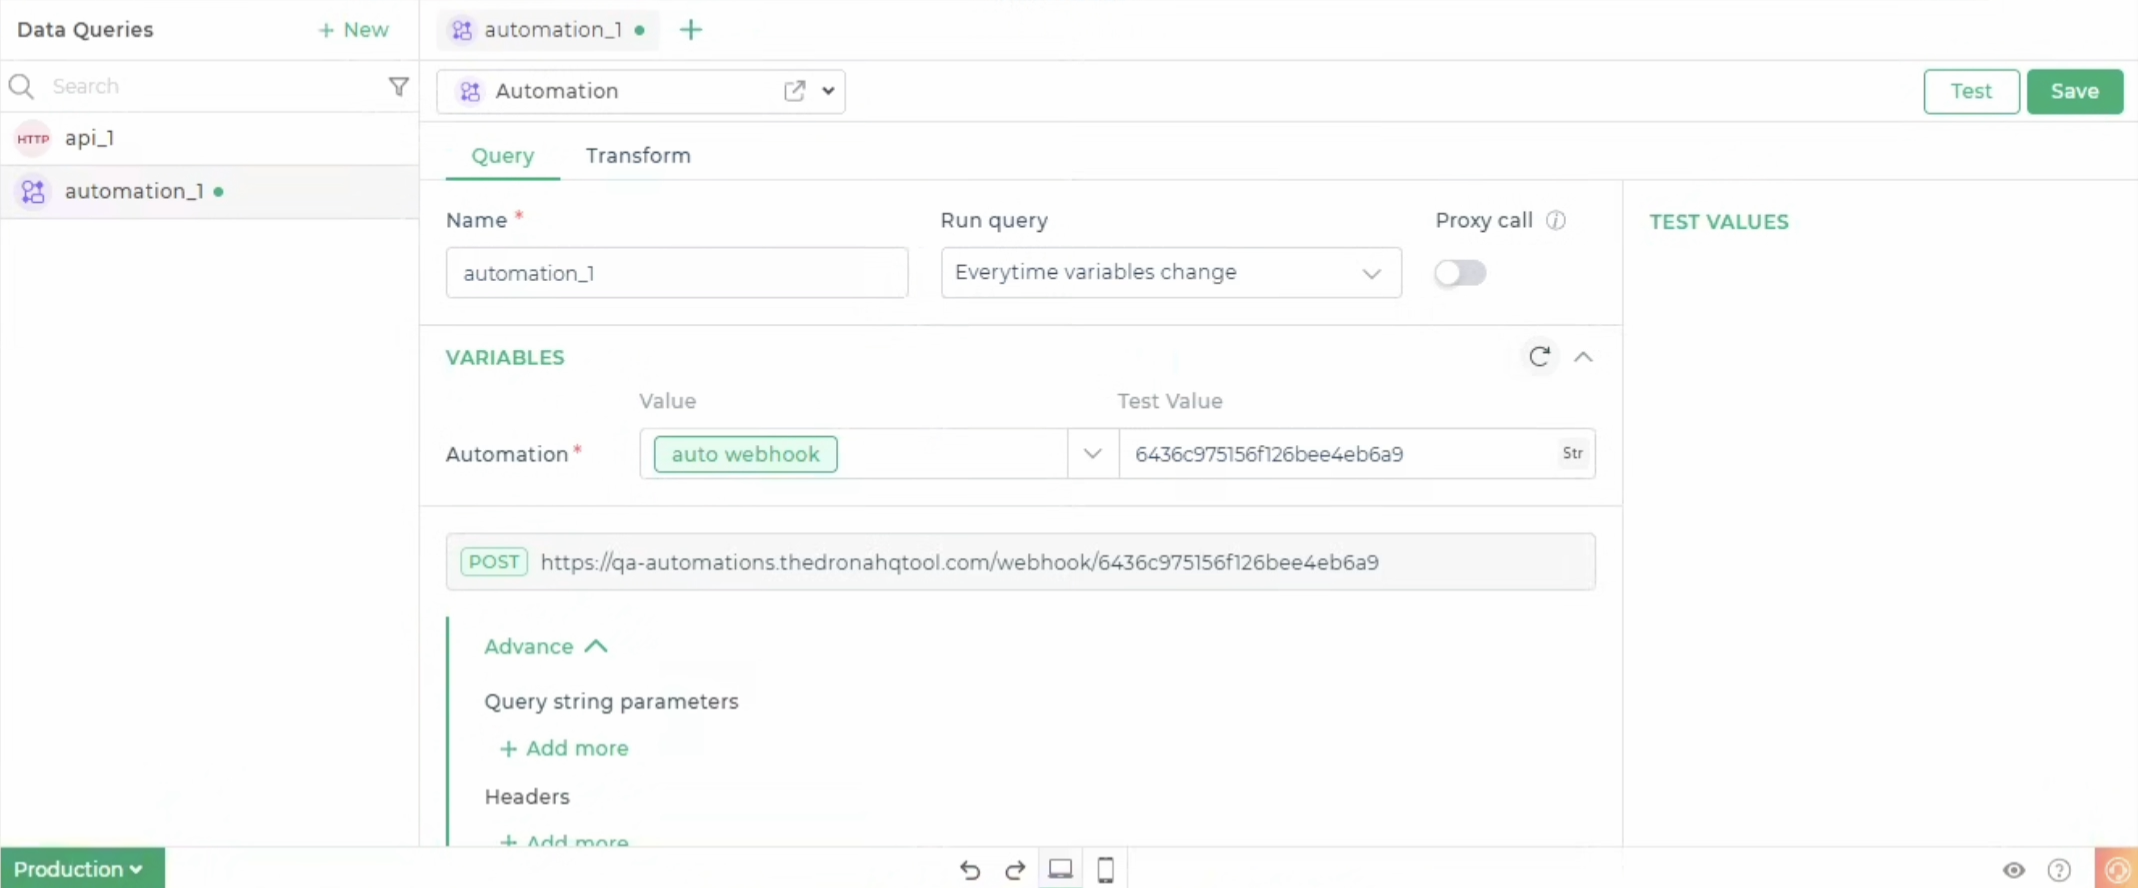 Data Queries
+ New
automation_1
Search
Automation
Test
Save
HTTP api_1
automation_1
Query
Transform
Name *
Run query
Proxy call
TEST VALUES
automation_1
Everytime variables change
VARIABLES
Value
Test Value
Automation *
auto webhook
6436c975156f126bee4eb6a9
Str
POST https://qa-automations.thedronahqtool.com/webhook/6436c975156f126bee4eb6a9
Advance
Query string parameters
+ Add more
Headers
+ Add more
Production